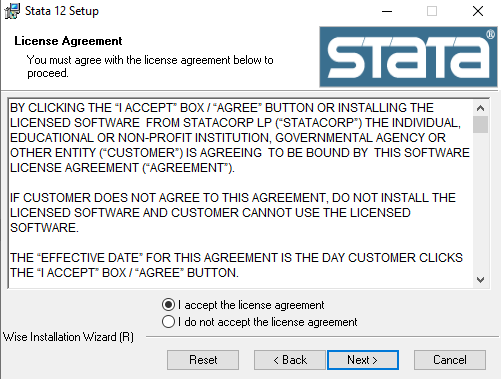 Stata 12 Setup
License Agreement
You must agree with the license agreement below to
proceed.
STATA®
BY CLICKING THE “I ACCEPT” BOX / “AGREE” BUTTON OR INSTALLING THE
LICENSED SOFTWARE FROM STATACORP LP (“STATACORP”) THE INDIVIDUAL,
EDUCATIONAL OR NON-PROFIT INSTITUTION, GOVERNMENTAL AGENCY OR
OTHER ENTITY (“CUSTOMER”) IS AGREEING TO BE BOUND BY THIS SOFTWARE
LICENSE AGREEMENT (“AGREEMENT”).
IF CUSTOMER DOES NOT AGREE TO THIS AGREEMENT, DO NOT INSTALL THE
LICENSED SOFTWARE AND CUSTOMER CANNOT USE THE LICENSED
SOFTWARE.
THE “EFFECTIVE DATE” FOR THIS AGREEMENT IS THE DAY CUSTOMER CLICKS
THE “I ACCEPT” BOX / “AGREE” BUTTON.
I accept the license agreement
I do not accept the license agreement
Wise Installation Wizard (R)
Reset
< Back
Next >
Cancel